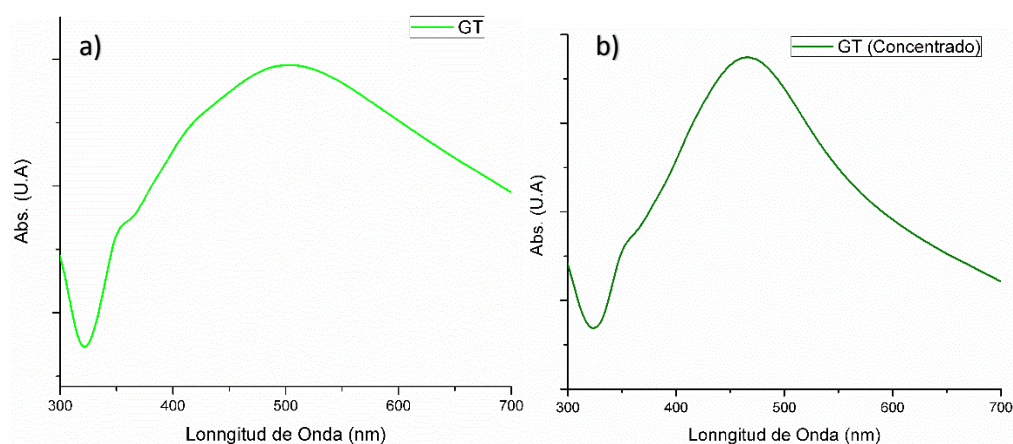 a)
GT
Abs. (U.A)
300 400 500 600 700
Lonngitud de Onda (nm)
b)
GT (Concentrado)
Abs. (U.A)
300 400 500 600 700
Lonngitud de Onda (nm)